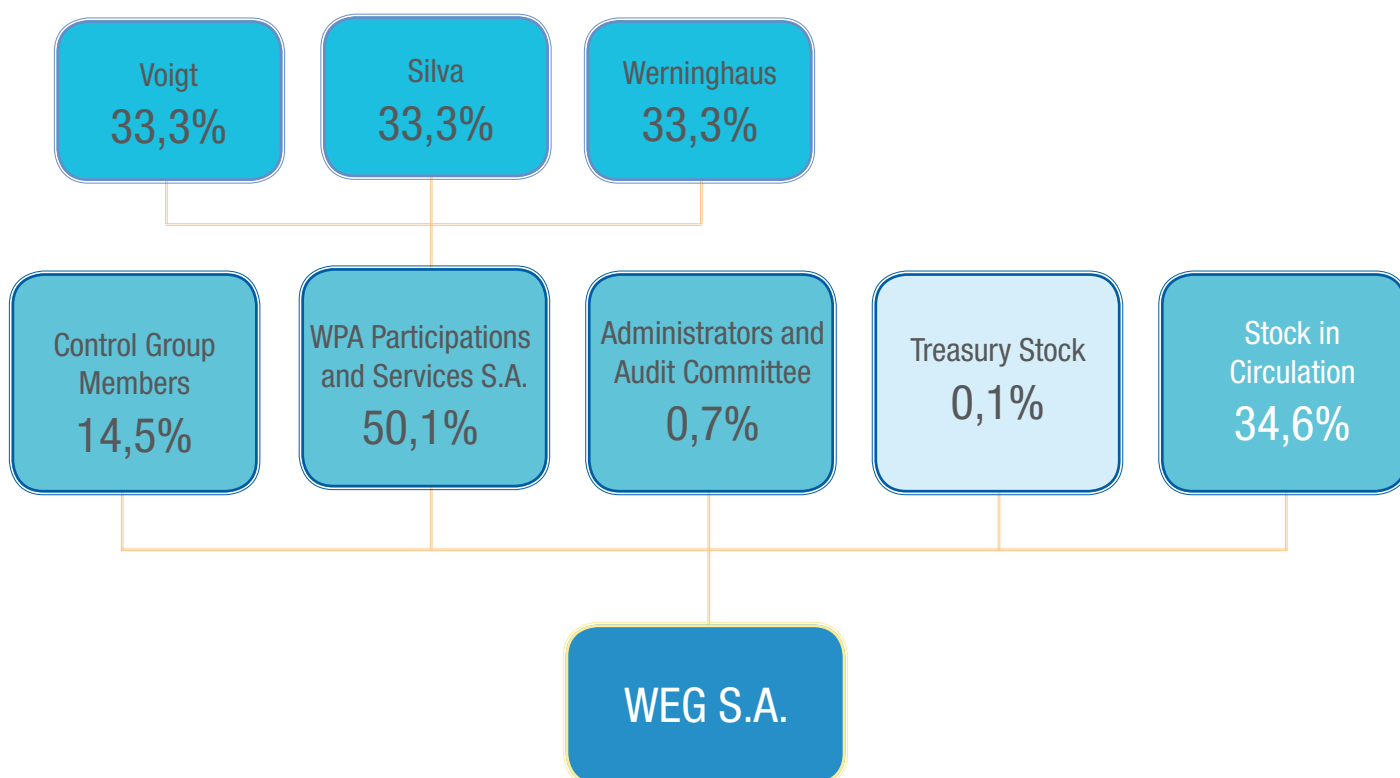 Voigt
33,3%
Silva
33,3%
Werninghaus
33,3%
Control Group
Members
14,5%
WPA Participations
and Services S.A.
50,1%
Administrators and
Audit Committee
0,7%
Treasury Stock
0,1%
Stock in
Circulation
34,6%
WEG S.A.